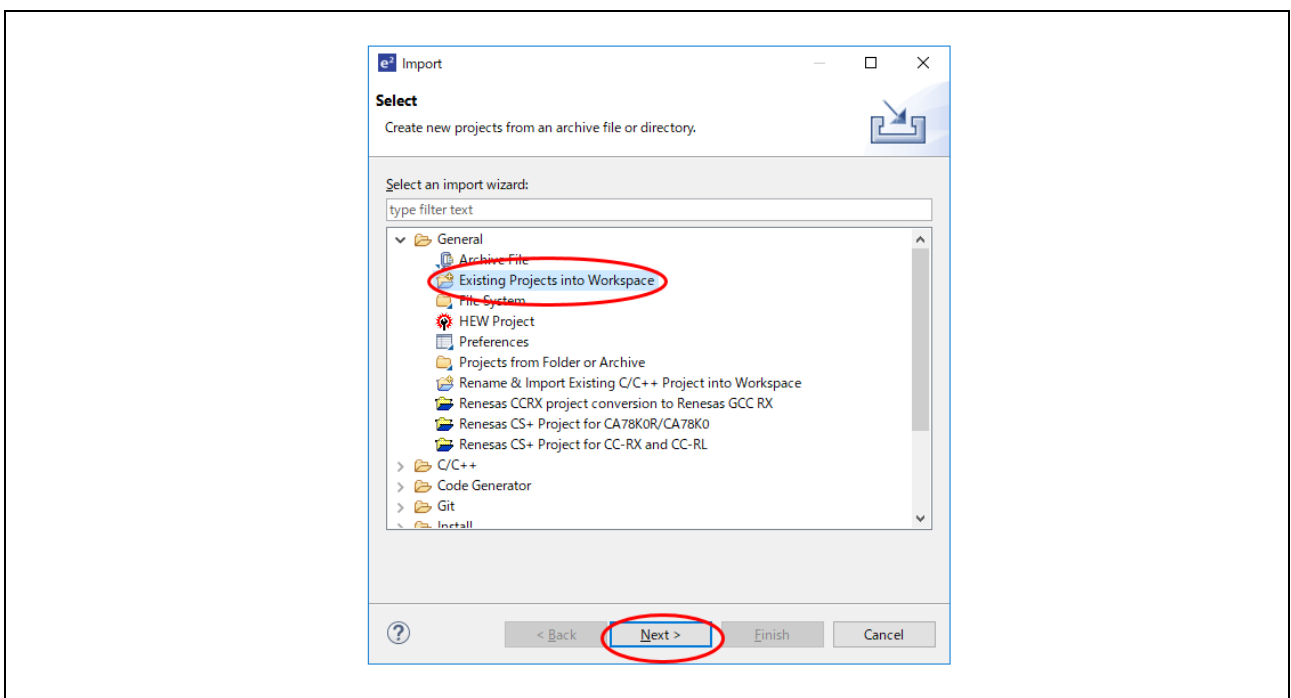 e² Import
Select
Create new projects from an archive file or directory.
Select an import wizard:
type filter text
General
Archive File
Existing Projects into Workspace
File System
HEW Project
Preferences
Projects from Folder or Archive
Rename & Import Existing C/C++ Project into Workspace
Renesas CCRX project conversion to Renesas GCC RX
Renesas CS+ Project for CA78K0R/CA78K0
Renesas CS+ Project for CC-RX and CC-RL
C/C++
Code Generator
Git
Install
? < Back Next > Finish Cancel